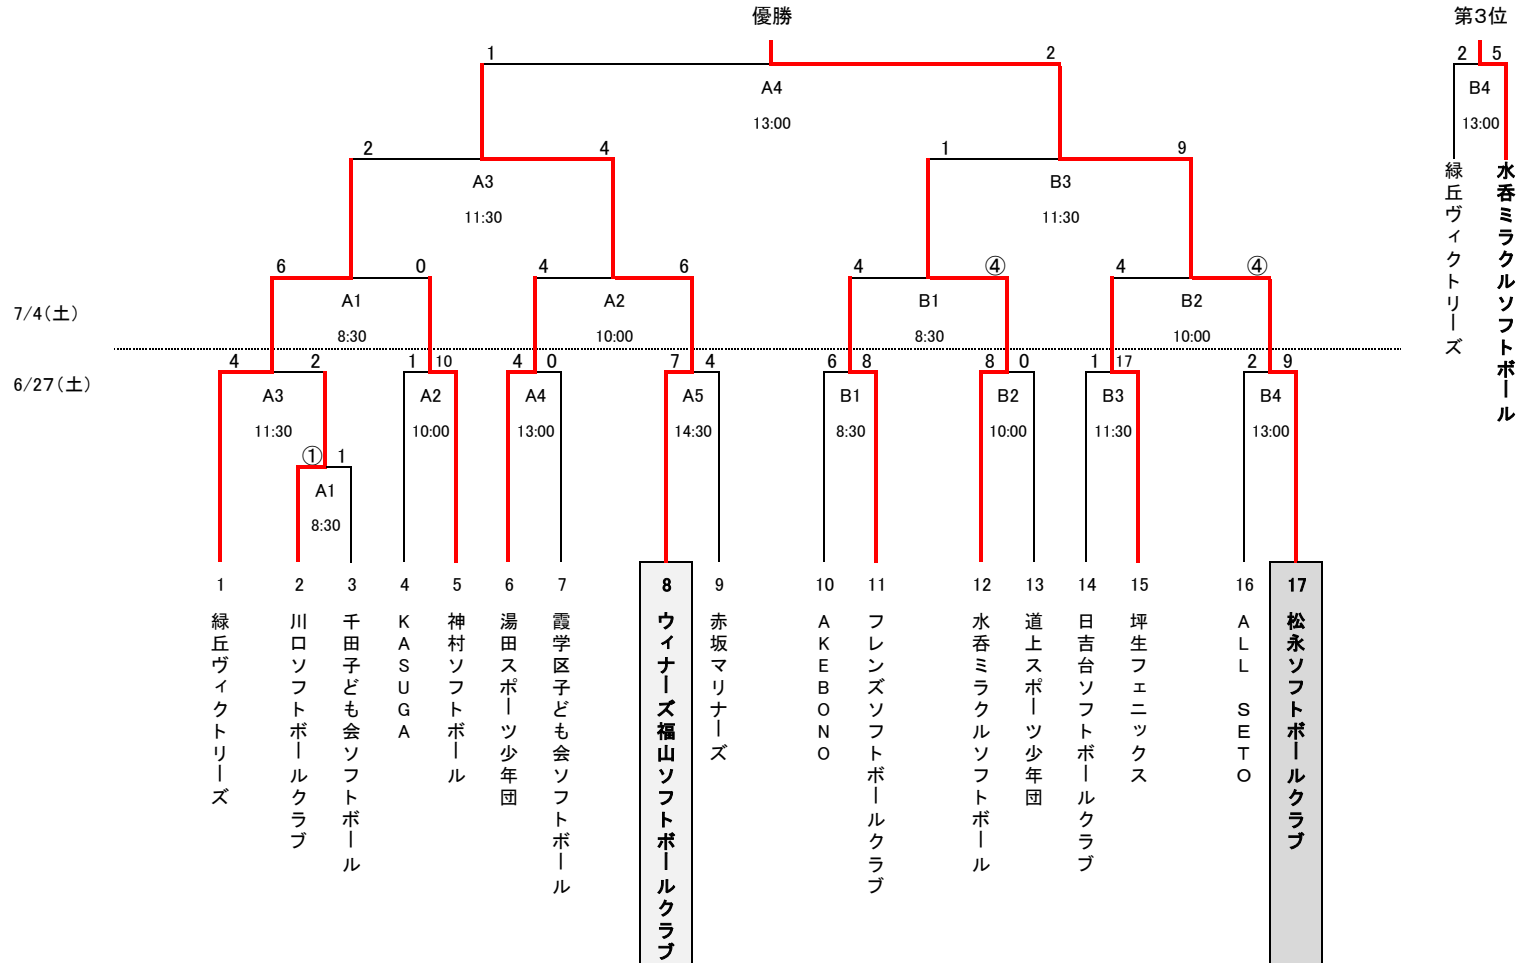 優勝
第3位
1 2
2 5
A4
B4
13:00
13:00
2 4 1 9
A3 B3
11:30 11:30
緑丘ヴィクトリーズ
水呑ミラクルソフトボール
6 0 4 6 4 ④ 4 ④
A1 A2 B1 B2
7/4(土)
8:30 10:00 8:30 10:00
4 2 1 10 4 0 7 4 6 8 8 0 1 17 2 9
6/27(土)
A3 A2 A4 A5 B1 B2 B3 B4
11:30 10:00 13:00 14:30 8:30 10:00 11:30 13:00
① 1
A1
8:30
1 緑丘ヴィクトリーズ
2 川口ソフトボールクラブ
3 千田子ども会ソフトボール
4 KASUGA
5 神村ソフトボール
6 湯田スポーツ少年団
7 霞学区子ども会ソフトボール
8 ウィナーズ福山ソフトボールクラブ
9 赤坂マリナーズ
10 AKEBONO
11 フレンズソフトボールクラブ
12 水呑ミラクルソフトボール
13 道上スポーツ少年団
14 日吉台ソフトボールクラブ
15 坪生フェニックス
16 ALL SETO
17 松永ソフトボールクラブ